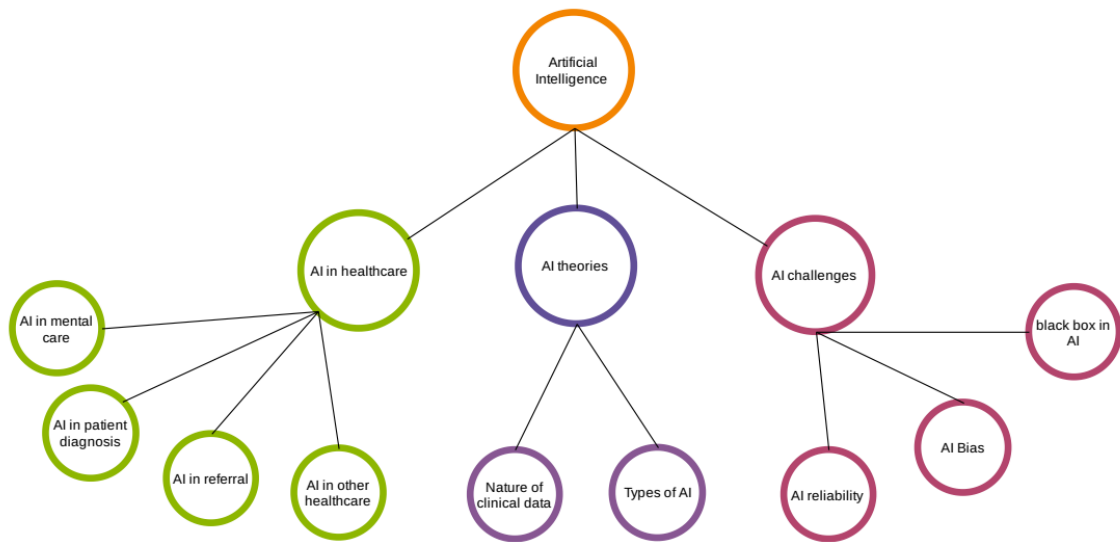 Artificial
Intelligence
AI in healthcare
AI theories
AI challenges
AI in mental
care
black box in
AI
AI in patient
diagnosis
AI in referral
AI in other
healthcare
Nature of
clinical data
Types of AI
AI reliability
AI Bias